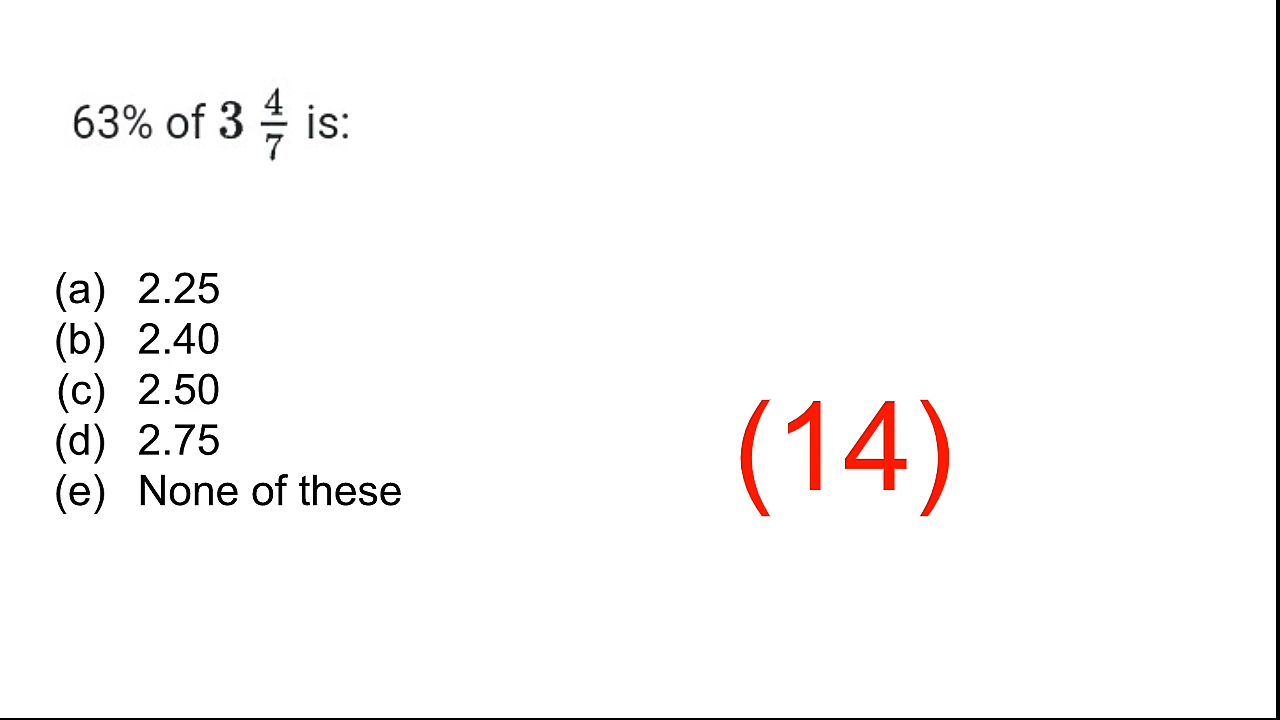 63% of 3 4/7 is:
(a) 2.25
(b) 2.40
(c) 2.50
(d) 2.75
(e) None of these
(14)